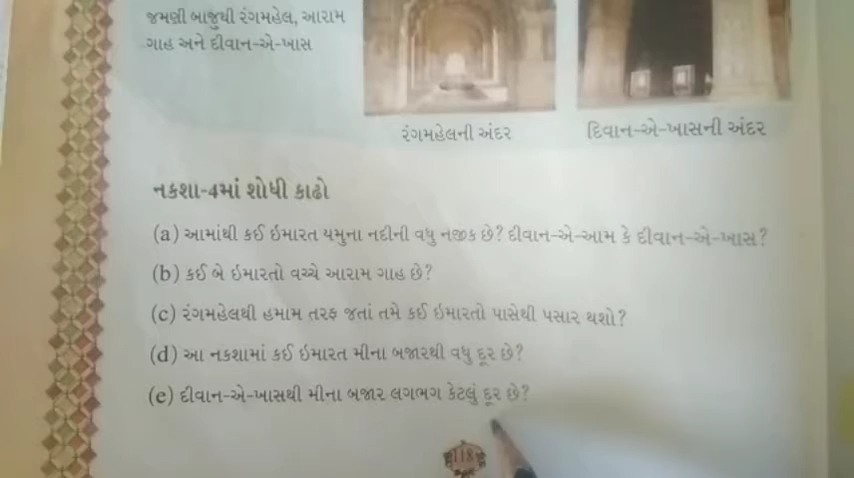 જમણી બાજુથી રંગમહેલ, આરામ
ગાહ અને દીવાન-એ-ખાસ
રંગમહેલની અંદર
દિવાન-એ-ખાસની અંદર
નકશા-4માં શોધી કાઢો
(a) આમાંથી કઈ ઇમારત યમુના નદીની વધુ નજીક છે? દીવાન-એ-આમ કે દીવાન-એ-ખાસ?
(b) કઈ બે ઇમારતો વચ્ચે આરામ ગાહ છે?
(c) રંગમહેલથી હમામ તરફ જતાં તમે કઈ ઇમારતો પાસેથી પસાર થશો?
(d) આ નકશામાં કઈ ઇમારત મીના બજારથી વધુ દૂર છે?
(e) દીવાન-એ-ખાસથી મીના બજાર લગભગ કેટલું દૂર છે?
118